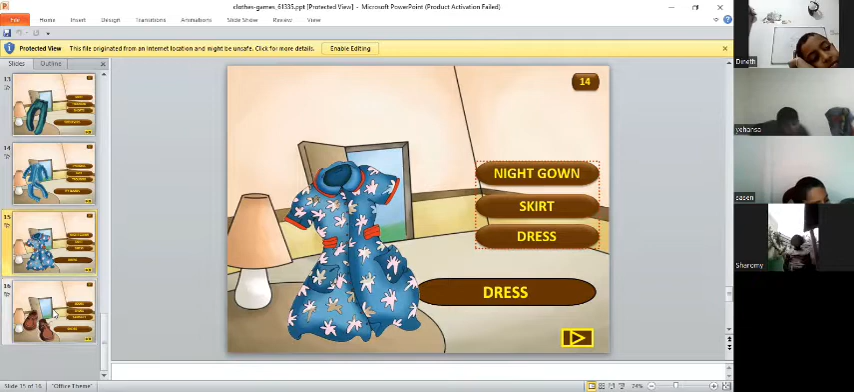 clothes-games_61335.ppt [Protected View] - Microsoft PowerPoint (Product Activation Failed)
File Home Insert Design Transitions Animations Slide Show Review View
Protected View This file originated from an Internet location and might be unsafe. Click for more details. Enable Editing
Slides Outline
13
14
15
16
14
NIGHT GOWN
SKIRT
DRESS
DRESS
Dineth
yehansa
sasen
Sharomy
Slide 15 of 16 "Office Theme" 74%